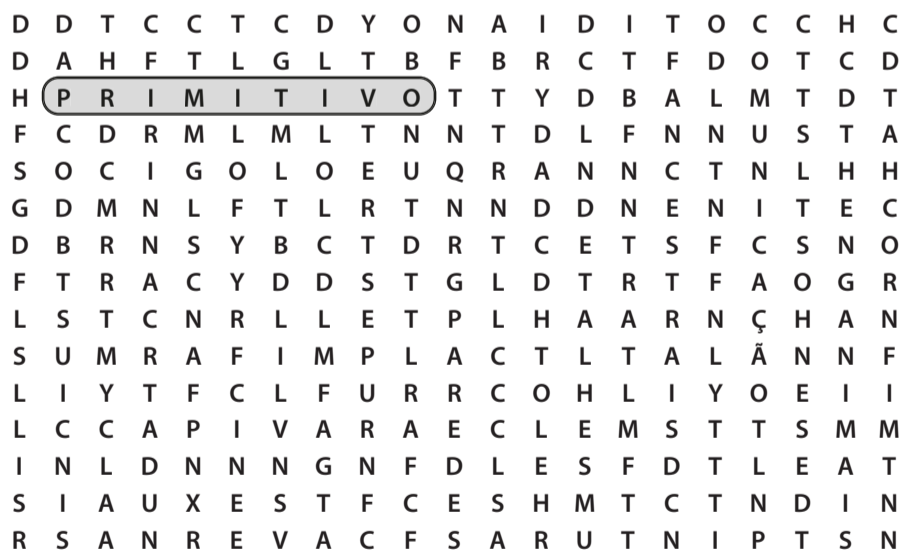 D D T C C T C D Y O N A I D I T O C C H C
D A H F T L G L T B F B R C T F D O T C D
H P R I M I T I V O T T Y D B A L M T D T
F C D R M L M L T N N T D L F N N U S T A
S O C I G O L O E U Q R A N N C T N L H H
G D M N L F T L R T N N D D N E N I T E C
D B R N S Y B C T D R T C E T S F C S N O
F T R A C Y D D S T G L D T R T F A O G R
L S T C N R L L E T P L H A A R N Ç H A N
S U M R A F I M P L A C T L T A L Ã N N F
L I Y T F C L F U R R C O H L I Y O E I I
L C C A P I V A R A E C L E M S T T S M M
I N L D N N N G N F D L E S F D T L E A T
S I A U X E S T F C E S H M T C T N D I N
R S A N R E V A C F S A R U T N I P T S N